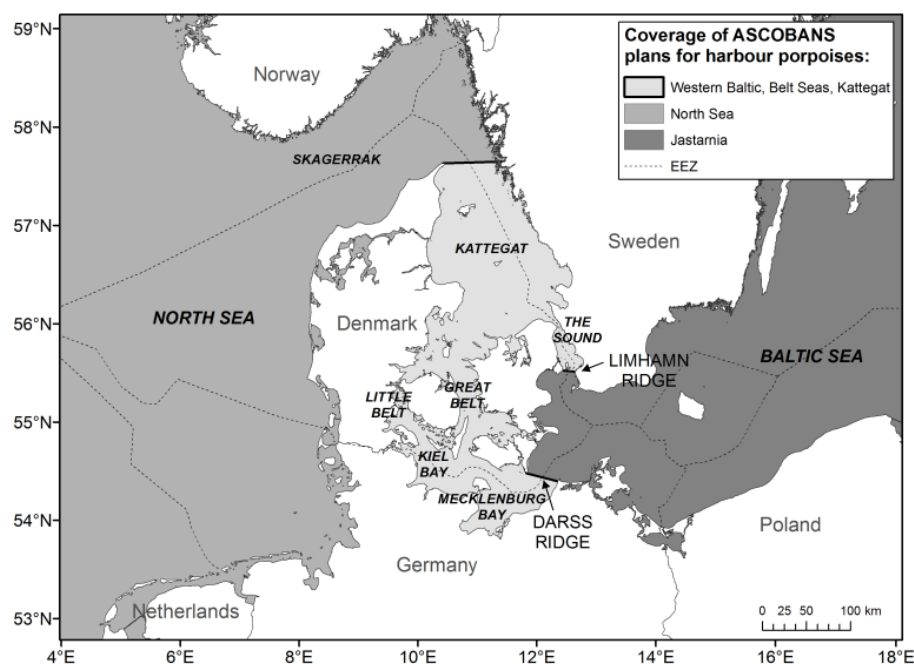 59°N
58°N
57°N
56°N
55°N
54°N
53°N
4°E
6°E
8°E
10°E
12°E
14°E
16°E
18°E
Coverage of ASCOBANS
plans for harbour porpoises:
Western Baltic, Belt Seas, Kattegat
North Sea
Jastarnia
EEZ
Norway
SKAGERRAK
KATTEGAT
Sweden
NORTH SEA
Denmark
THE
SOUND
LIMHAMN
RIDGE
BALTIC SEA
LITTLE
BELT
GREAT
BELT
KIEL
BAY
MECKLENBURG
BAY
DARSS
RIDGE
Poland
Germany
Netherlands
0 25 50 100 km